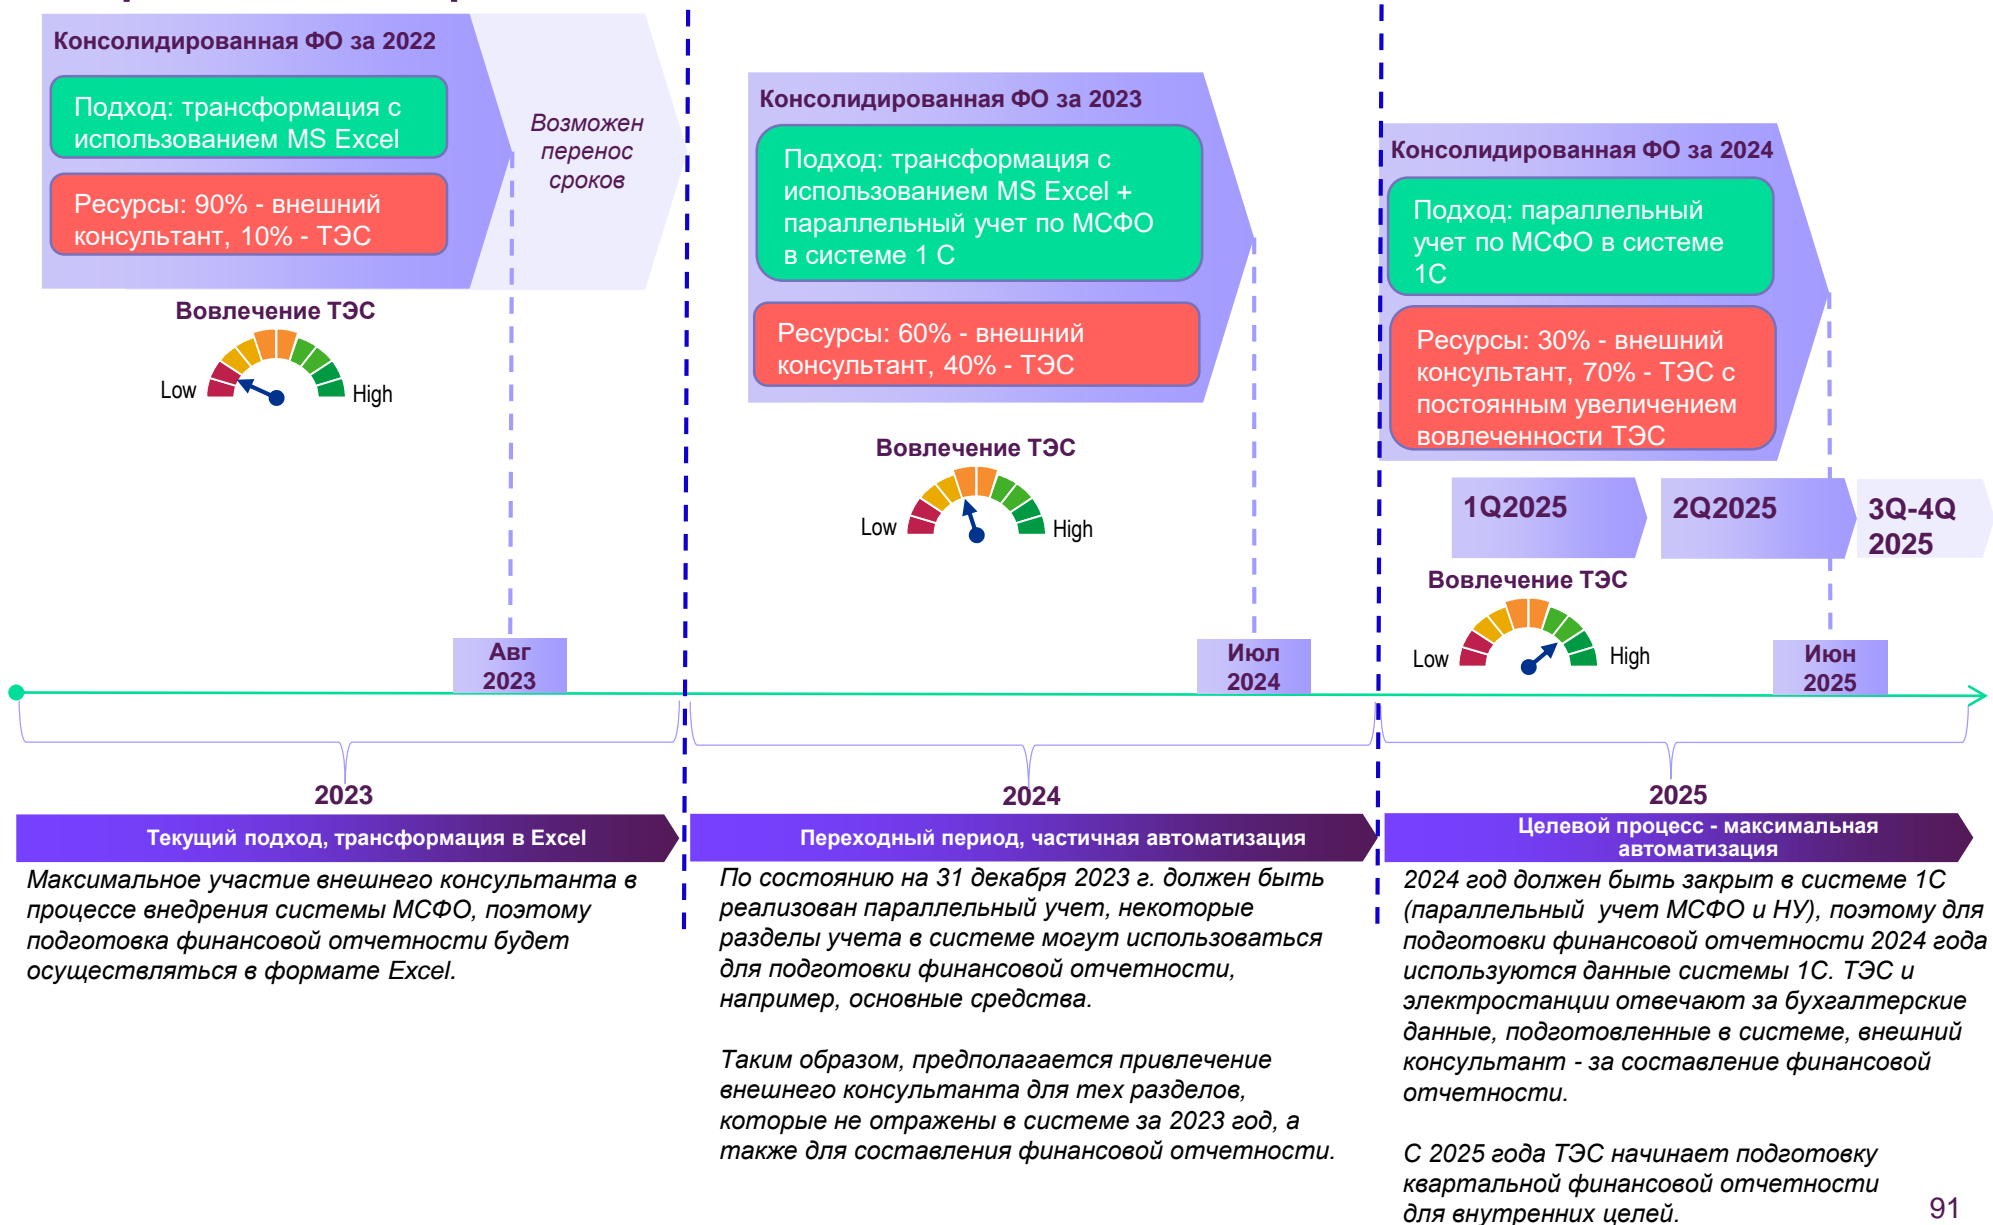 Консолидированная ФО за 2022
Подход: трансформация с
использованием MS Excel
Ресурсы: 90% - внешний
консультант, 10% - ТЭС
Возможен
перенос
сроков
Вовлечение ТЭС
Low
High
Авг
2023
Консолидированная ФО за 2023
Подход: трансформация с
использованием MS Excel +
параллельный учет по МСФО
в системе 1 С
Ресурсы: 60% - внешний
консультант, 40% - ТЭС
Вовлечение ТЭС
Low
High
Июл
2024
Консолидированная ФО за 2024
Подход: параллельный
учет по МСФО в системе
1С
Ресурсы: 30% - внешний
консультант, 70% - ТЭС с
постоянным увеличением
вовлеченности ТЭС
1Q2025
2Q2025
3Q-4Q
2025
Вовлечение ТЭС
Low
High
Июн
2025
2023
Текущий подход, трансформация в Excel
Максимальное участие внешнего консультанта в
процессе внедрения системы МСФО, поэтому
подготовка финансовой отчетности будет
осуществляться в формате Excel.
2024
Переходный период, частичная автоматизация
По состоянию на 31 декабря 2023 г. должен быть
реализован параллельный учет, некоторые
разделы учета в системе могут использоваться
для подготовки финансовой отчетности,
например, основные средства.
Таким образом, предполагается привлечение
внешнего консультанта для тех разделов,
которые не отражены в системе за 2023 год, а
также для составления финансовой отчетности.
2025
Целевой процесс - максимальная
автоматизация
2024 год должен быть закрыт в системе 1С
(параллельный учет МСФО и НУ), поэтому для
подготовки финансовой отчетности 2024 года
используются данные системы 1С. ТЭС и
электростанции отвечают за бухгалтерские
данные, подготовленные в системе, внешний
консультант - за составление финансовой
отчетности.
С 2025 года ТЭС начинает подготовку
квартальной финансовой отчетности
для внутренних целей.
91